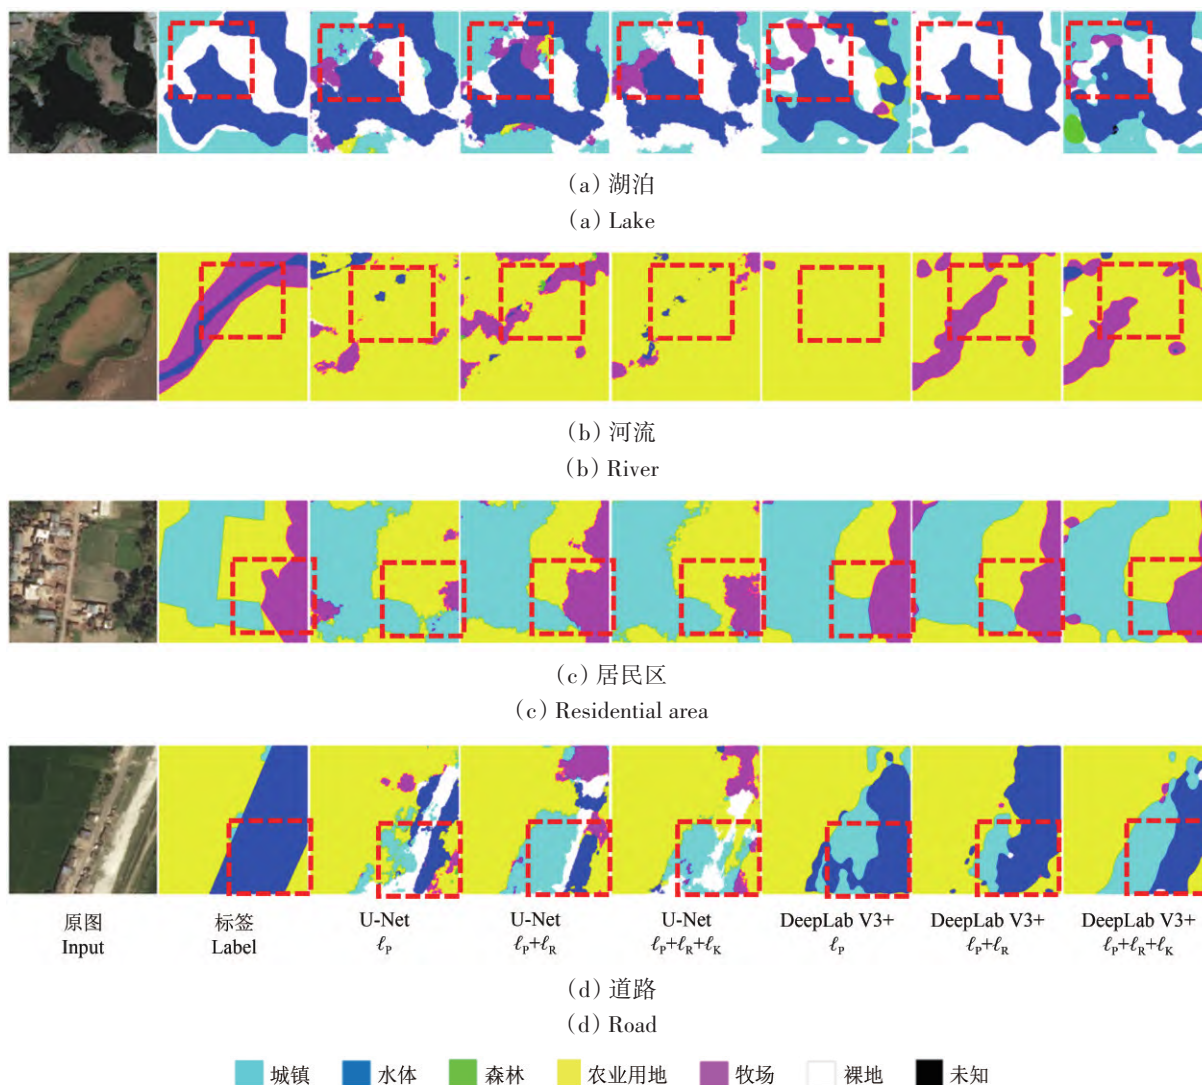 (a) 湖泊
(a) Lake
(b) 河流
(b) River
(c) 居民区
(c) Residential area
原图 标签 U-Net U-Net U-Net DeepLab V3+ DeepLab V3+ DeepLab V3+
Input Label ℓP ℓP+ℓR ℓP+ℓR+ℓK ℓP ℓP+ℓR ℓP+ℓR+ℓK
(d) 道路
(d) Road
城镇 水体 森林 农业用地 牧场 裸地 未知